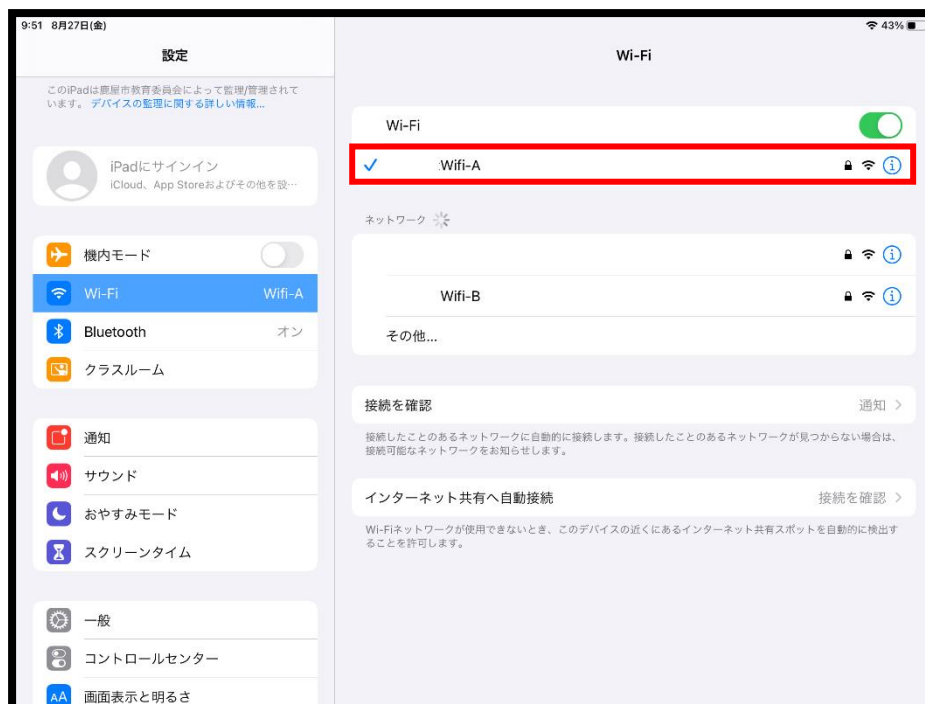 9:51 8月27日(金)
43%
設定
このiPadは鹿屋市教育委員会によって監理/管理されて
います。デバイスの監理に関する詳しい情報...
iPadにサインイン
iCloud、App Storeおよびその他を設…
機内モード
Wi-Fi Wifi-A
Bluetooth オン
クラスルーム
通知
サウンド
おやすみモード
スクリーンタイム
一般
コントロールセンター
AA 画面表示と明るさ
Wi-Fi
Wi-Fi
:Wifi-A
ネットワーク
Wifi-B
その他...
接続を確認 通知
接続したことのあるネットワークに自動的に接続します。接続したことのあるネットワークが見つからない場合は、
接続可能なネットワークをお知らせします。
インターネット共有へ自動接続 接続を確認
Wi-Fiネットワークが使用できないとき、このデバイスの近くにあるインターネット共有スポットを自動的に検出す
ることを許可します。